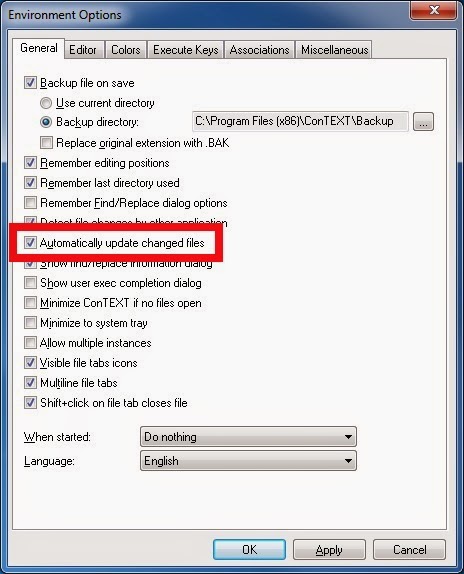 Environment Options
General Editor Colors Execute Keys Associations Miscellaneous
Backup file on save
Use current directory
Backup directory: C:\Program Files (x86)\ConTEXT\Backup ...
Replace original extension with .BAK
Remember editing positions
Remember last directory used
Remember Find/Replace dialog options
Detect file changes by other application
Automatically update changed files
Show find/replace information dialog
Show user exec completion dialog
Minimize ConTEXT if no files open
Minimize to system tray
Allow multiple instances
Visible file tabs icons
Multiline file tabs
Shift+click on file tab closes file
When started: Do nothing
Language: English
OK Apply Cancel